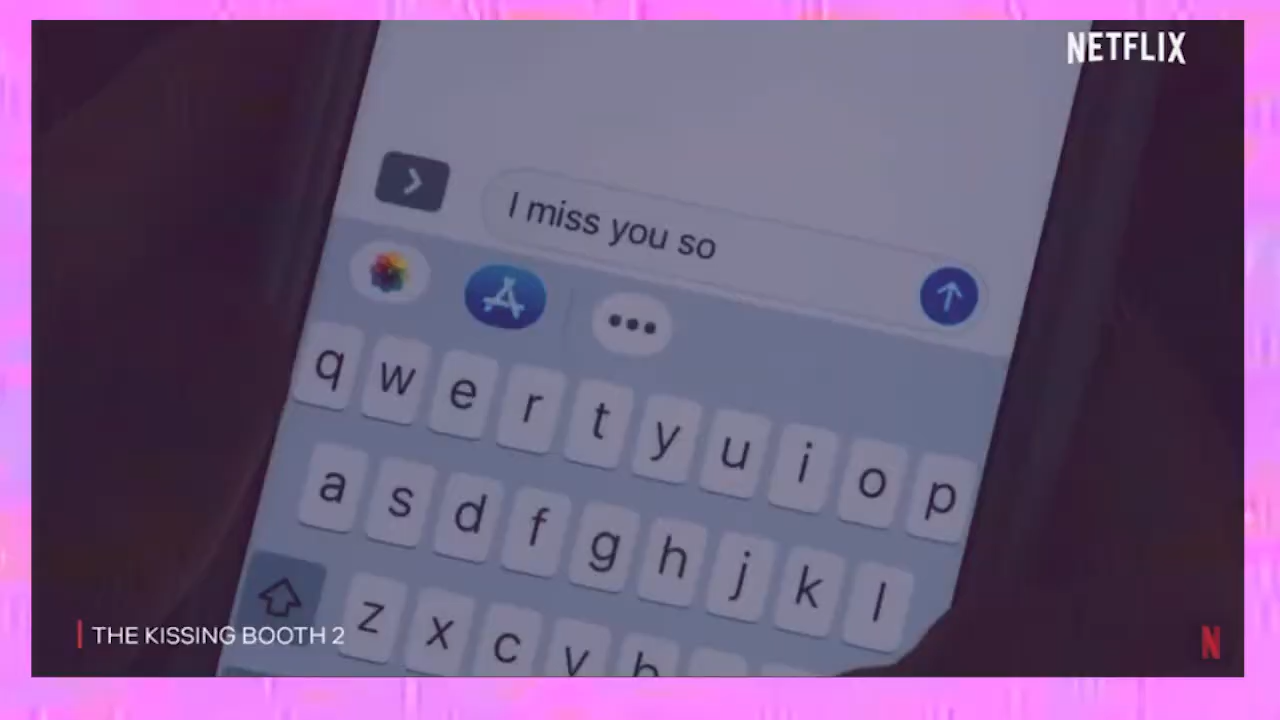 NETFLIX
I miss you so
q w e r t y u i o p
a s d f g h j k l
z x c v b
THE KISSING BOOTH 2
N